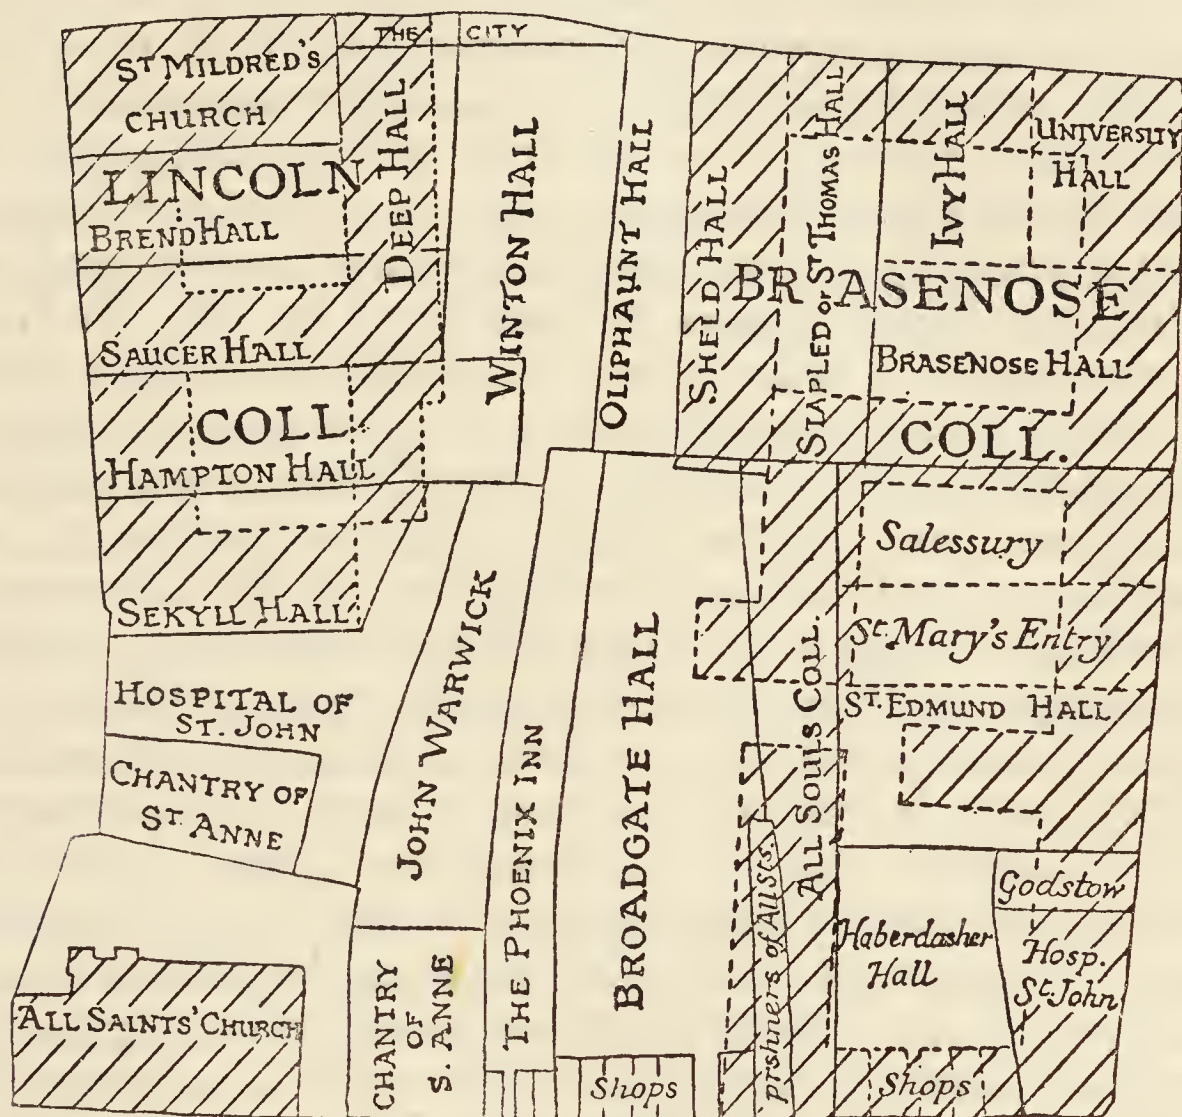 THE CITY
ST MILDRED'S
CHURCH
LINCOLN
BREND HALL
DEEP HALL
SAUCER HALL
COLL.
HAMPTON HALL
SEKYLL HALL
WINTON HALL
OLIPHAUNT HALL
SHELD HALL
STAPLED OR ST THOMAS HALL
IVY HALL
UNIVERSITY
HALL
BRASENOSE
BRASENOSE HALL
COLL.
Salessury
St. Mary's Entry
ST. EDMUND HALL
HOSPITAL OF
ST. JOHN
CHANTRY OF
ST. ANNE
JOHN WARWICK
THE PHOENIX INN
BROADGATE HALL
ALL SOULS COLL.
prshners of All Sts.
Haberdasher
Hall
Godstow
Hosp.
St. John
ALL SAINTS' CHURCH
CHANTRY
OF
S. ANNE
Shops
Shops